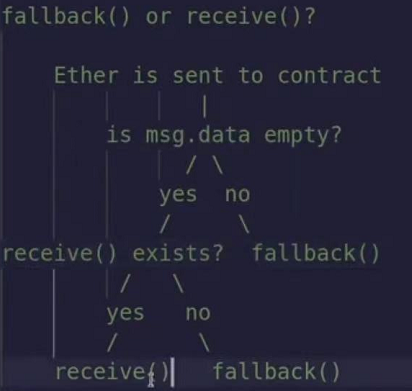 fallback() or receive()?
Ether is sent to contract
|
is msg.data empty?
/ \
yes no
/ \
receive() exists? fallback()
/ \
yes no
/ \
receive() fallback()